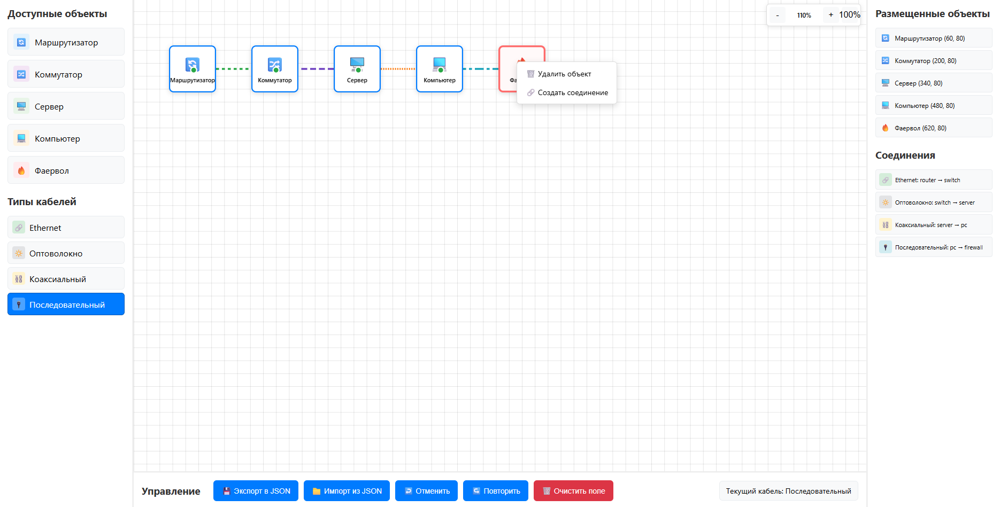 Доступные объекты
Маршрутизатор
Коммутатор
Сервер
Компьютер
Фаервол
Типы кабелей
Ethernet
Оптоволокно
Коаксиальный
Последовательный
- 110% + 100%
Маршрутизатор
Коммутатор
Сервер
Компьютер
Удалить объект
Создать соединение
Управление
Экспорт в JSON
Импорт из JSON
Отменить
Повторить
Очистить поле
Текущий кабель: Последовательный
Размещенные объекты
Маршрутизатор (60, 80)
Коммутатор (200, 80)
Сервер (340, 80)
Компьютер (480, 80)
Фаервол (620, 80)
Соединения
Ethernet: router → switch
Оптоволокно: switch → server
Коаксиальный: server → pc
Последовательный: pc → firewall